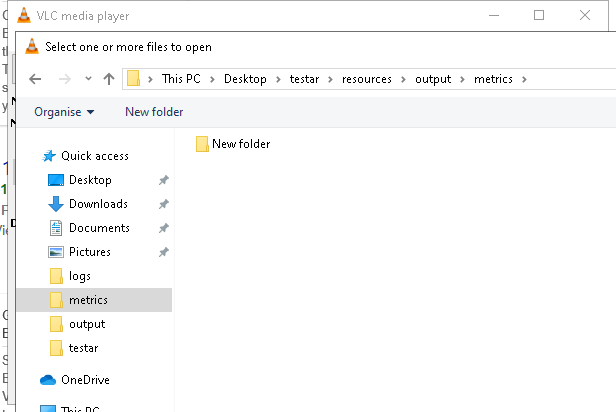 VLC media player
Select one or more files to open
This PC > Desktop > testar > resources > output > metrics >
Organise New folder
New folder
Quick access
Desktop
Downloads
Documents
Pictures
logs
metrics
output
testar
OneDrive
This PC